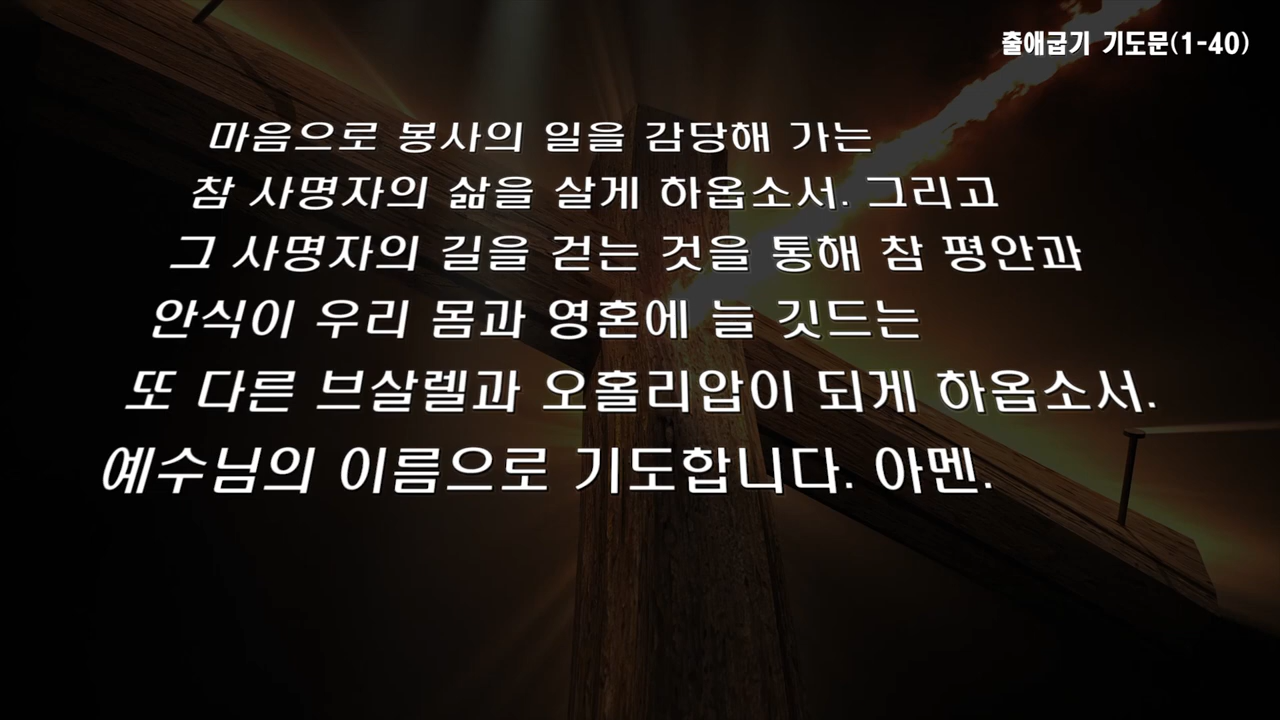 출애굽기 기도문(1-40)
마음으로 봉사의 일을 감당해 가는
참 사명자의 삶을 살게 하옵소서. 그리고
그 사명자의 길을 걷는 것을 통해 참 평안과
안식이 우리 몸과 영혼에 늘 깃드는
또 다른 브살렐과 오홀리압이 되게 하옵소서.
예수님의 이름으로 기도합니다. 아멘.